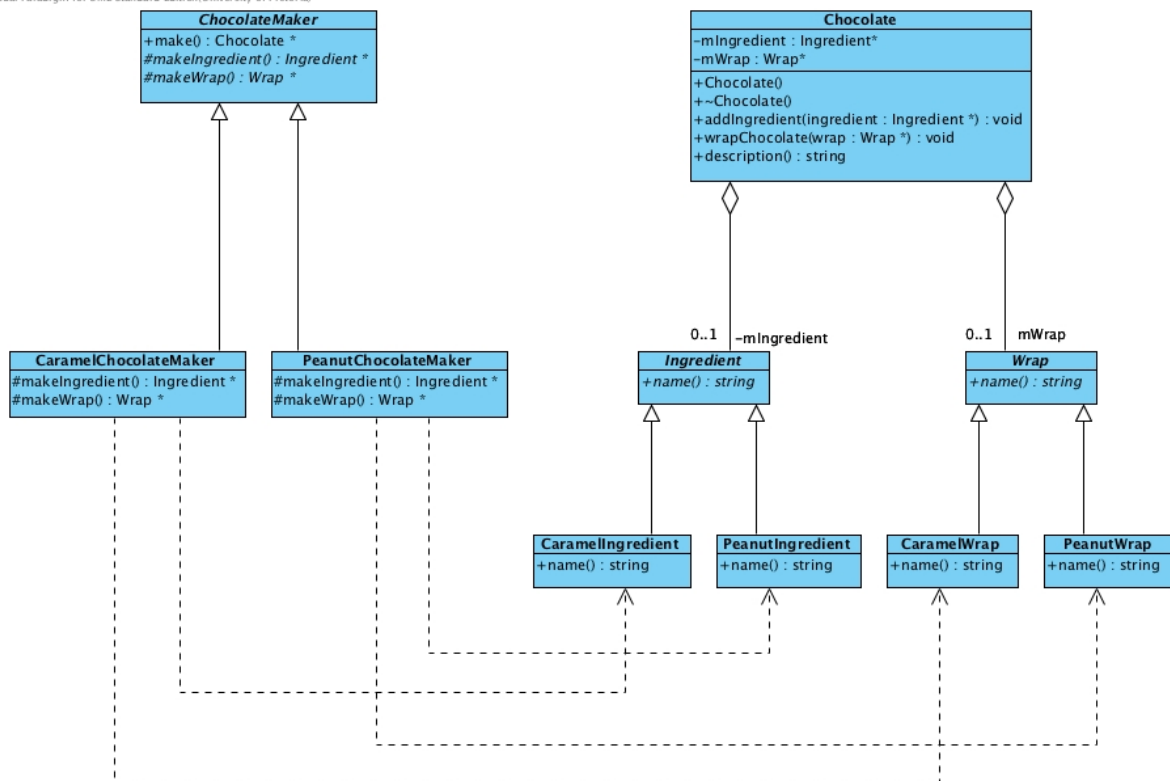 ChocolateMaker
+make() : Chocolate *
#makeIngredient() : Ingredient *
#makeWrap() : Wrap *
Chocolate
-mIngredient : Ingredient*
-mWrap : Wrap*
+Chocolate()
+~Chocolate()
+addIngredient(ingredient : Ingredient *) : void
+wrapChocolate(wrap : Wrap *) : void
+description() : string
0..1
-mIngredient
0..1
mWrap
CaramelChocolateMaker
#makeIngredient() : Ingredient *
#makeWrap() : Wrap *
PeanutChocolateMaker
#makeIngredient() : Ingredient *
#makeWrap() : Wrap *
Ingredient
+name() : string
Wrap
+name() : string
CaramelIngredient
+name() : string
PeanutIngredient
+name() : string
CaramelWrap
+name() : string
PeanutWrap
+name() : string